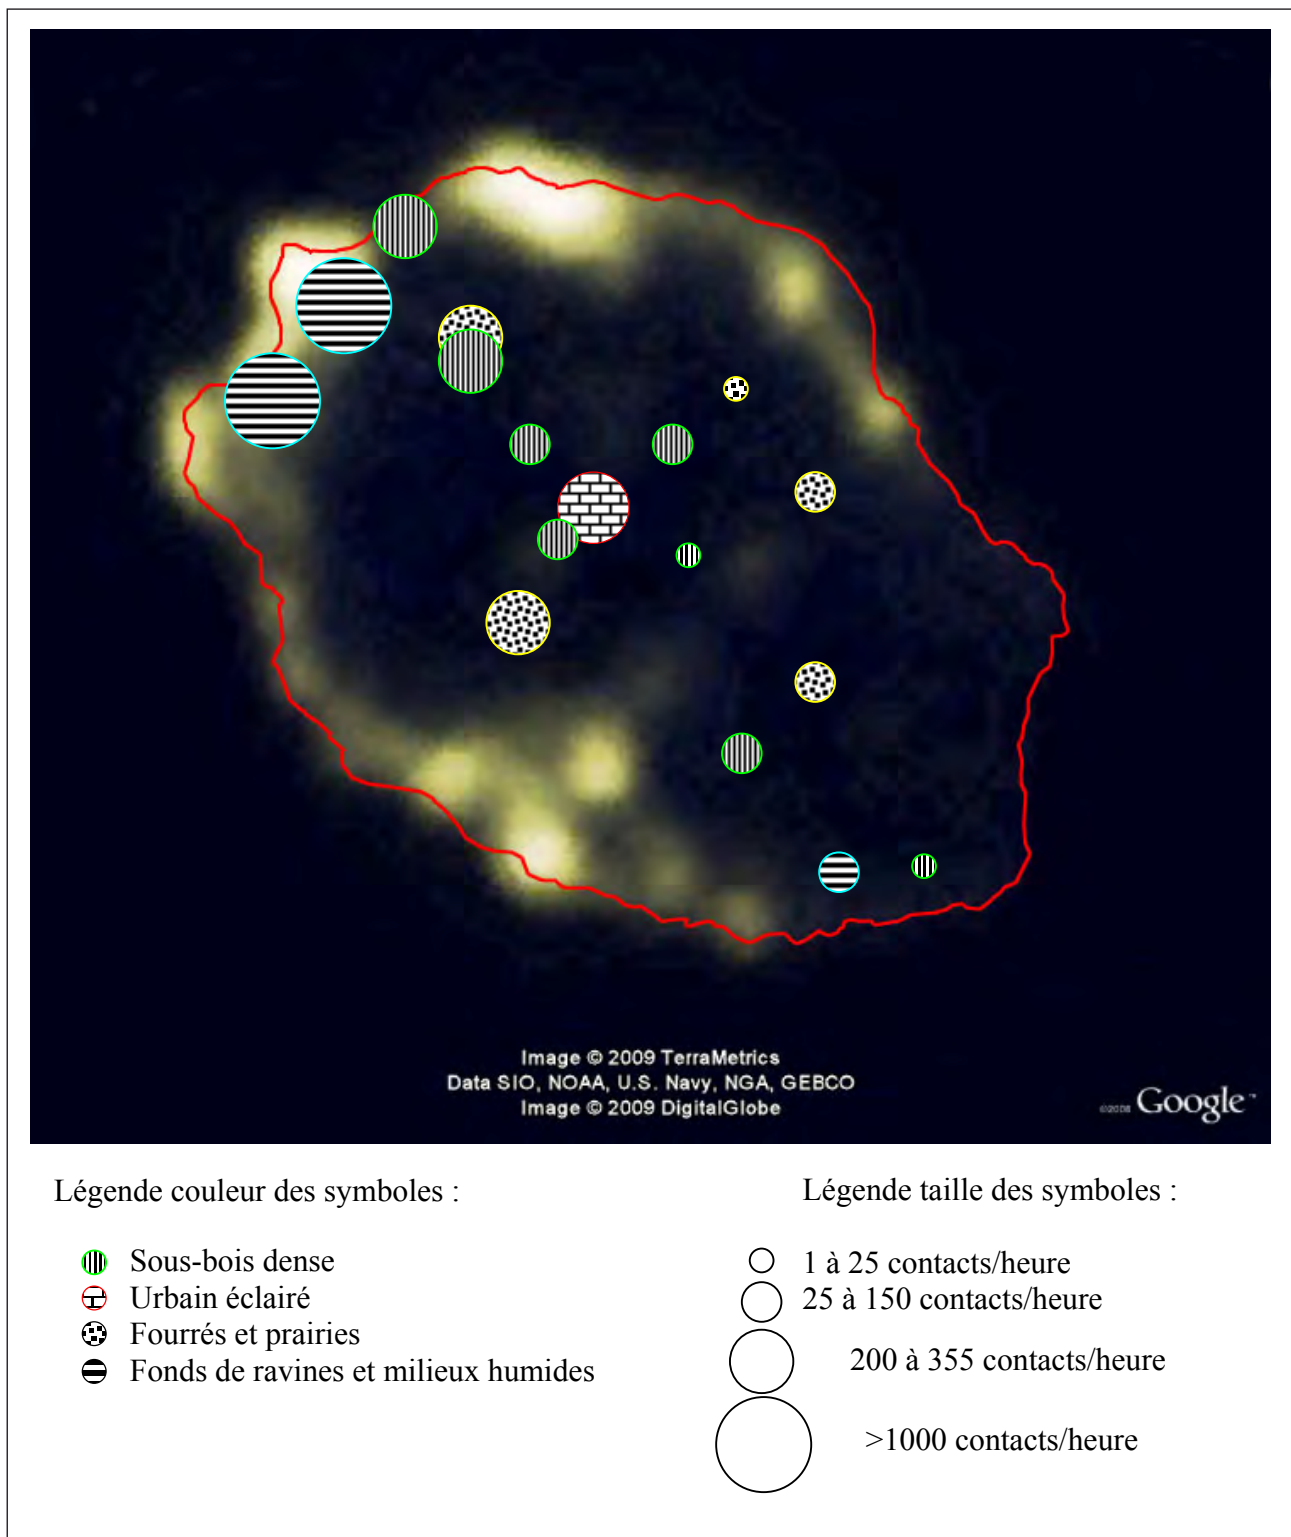 Image © 2009 TerraMetrics
Data SIO, NOAA, U.S. Navy, NGA, GEBCO
Image © 2009 DigitalGlobe
©2008 Google™
Légende couleur des symboles :
Sous-bois dense
Urbain éclairé
Fourrés et prairies
Fonds de ravines et milieux humides
Légende taille des symboles :
1 à 25 contacts/heure
25 à 150 contacts/heure
200 à 355 contacts/heure
>1000 contacts/heure